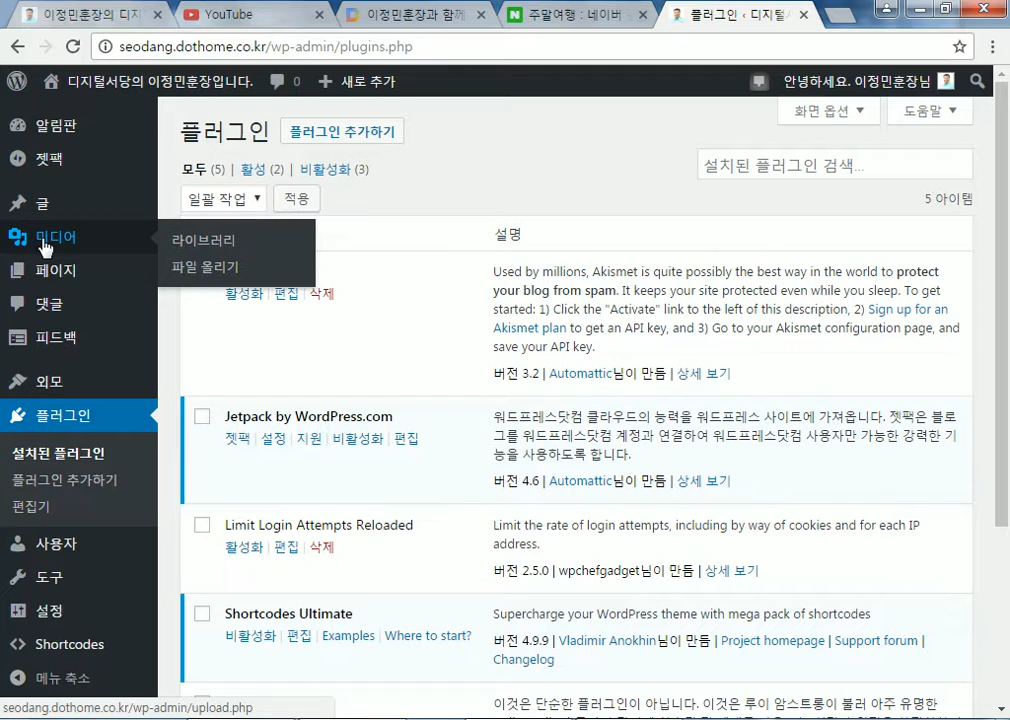 이정민훈장의 디지
YouTube
이정민훈장과 함께
주말여행 : 네이버
플러그인 ‹ 디지털서
seodang.dothome.co.kr/wp-admin/plugins.php
디지털서당의 이정민훈장입니다.
0
새로 추가
안녕하세요. 이정민훈장님
알림판
젯팩
글
미디어
페이지
댓글
피드백
외모
플러그인
설치된 플러그인
플러그인 추가하기
편집기
사용자
도구
설정
Shortcodes
메뉴 축소
라이브러리
파일 올리기
화면 옵션
도움말
플러그인
플러그인 추가하기
모두 (5) | 활성 (2) | 비활성화 (3)
설치된 플러그인 검색...
일괄 작업
적용
5 아이템
설명
활성화 | 편집 | 삭제
Used by millions, Akismet is quite possibly the best way in the world to protect
your blog from spam. It keeps your site protected even while you sleep. To get
started: 1) Click the "Activate" link to the left of this description, 2) Sign up for an
Akismet plan to get an API key, and 3) Go to your Akismet configuration page, and
save your API key.
버전 3.2 | Automattic님이 만듬 | 상세 보기
Jetpack by WordPress.com
젯팩 | 설정 | 지원 | 비활성화 | 편집
워드프레스닷컴 클라우드의 능력을 워드프레스 사이트에 가져옵니다. 젯팩은 블로
그를 워드프레스닷컴 계정과 연결하여 워드프레스닷컴 사용자만 가능한 강력한 기
능을 사용하도록 합니다.
버전 4.6 | Automattic님이 만듬 | 상세 보기
Limit Login Attempts Reloaded
활성화 | 편집 | 삭제
Limit the rate of login attempts, including by way of cookies and for each IP
address.
버전 2.5.0 | wpchefgadget님이 만듬 | 상세 보기
Shortcodes Ultimate
비활성화 | 편집 | Examples | Where to start?
Supercharge your WordPress theme with mega pack of shortcodes
버전 4.9.9 | Vladimir Anokhin님이 만듬 | Project homepage | Support forum |
Changelog
이것은 단순한 플러그인이 아닙니다. 이것은 루이 암스트롱이 불러 아주 유명한
seodang.dothome.co.kr/wp-admin/upload.php